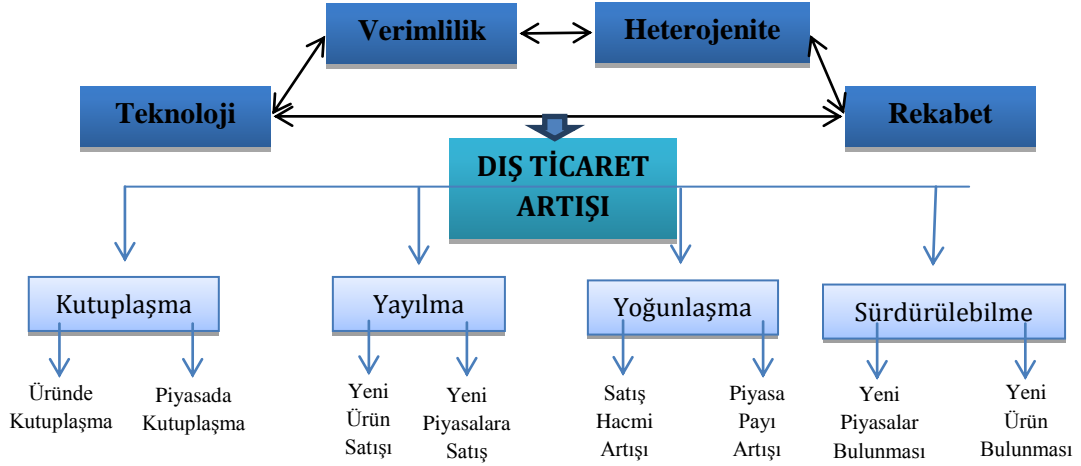 Verimlilik
Heterojenite
Teknoloji
Rekabet
DIŞ TİCARET
ARTIŞI
Kutuplaşma
Yayılma
Yoğunlaşma
Sürdürülebilme
Üründe
Kutuplaşma
Piyasada
Kutuplaşma
Yeni
Ürün
Satışı
Yeni
Piyasalara
Satış
Satış
Hacmi
Artışı
Piyasa
Payı
Artışı
Yeni
Piyasalar
Bulunması
Yeni
Ürün
Bulunması